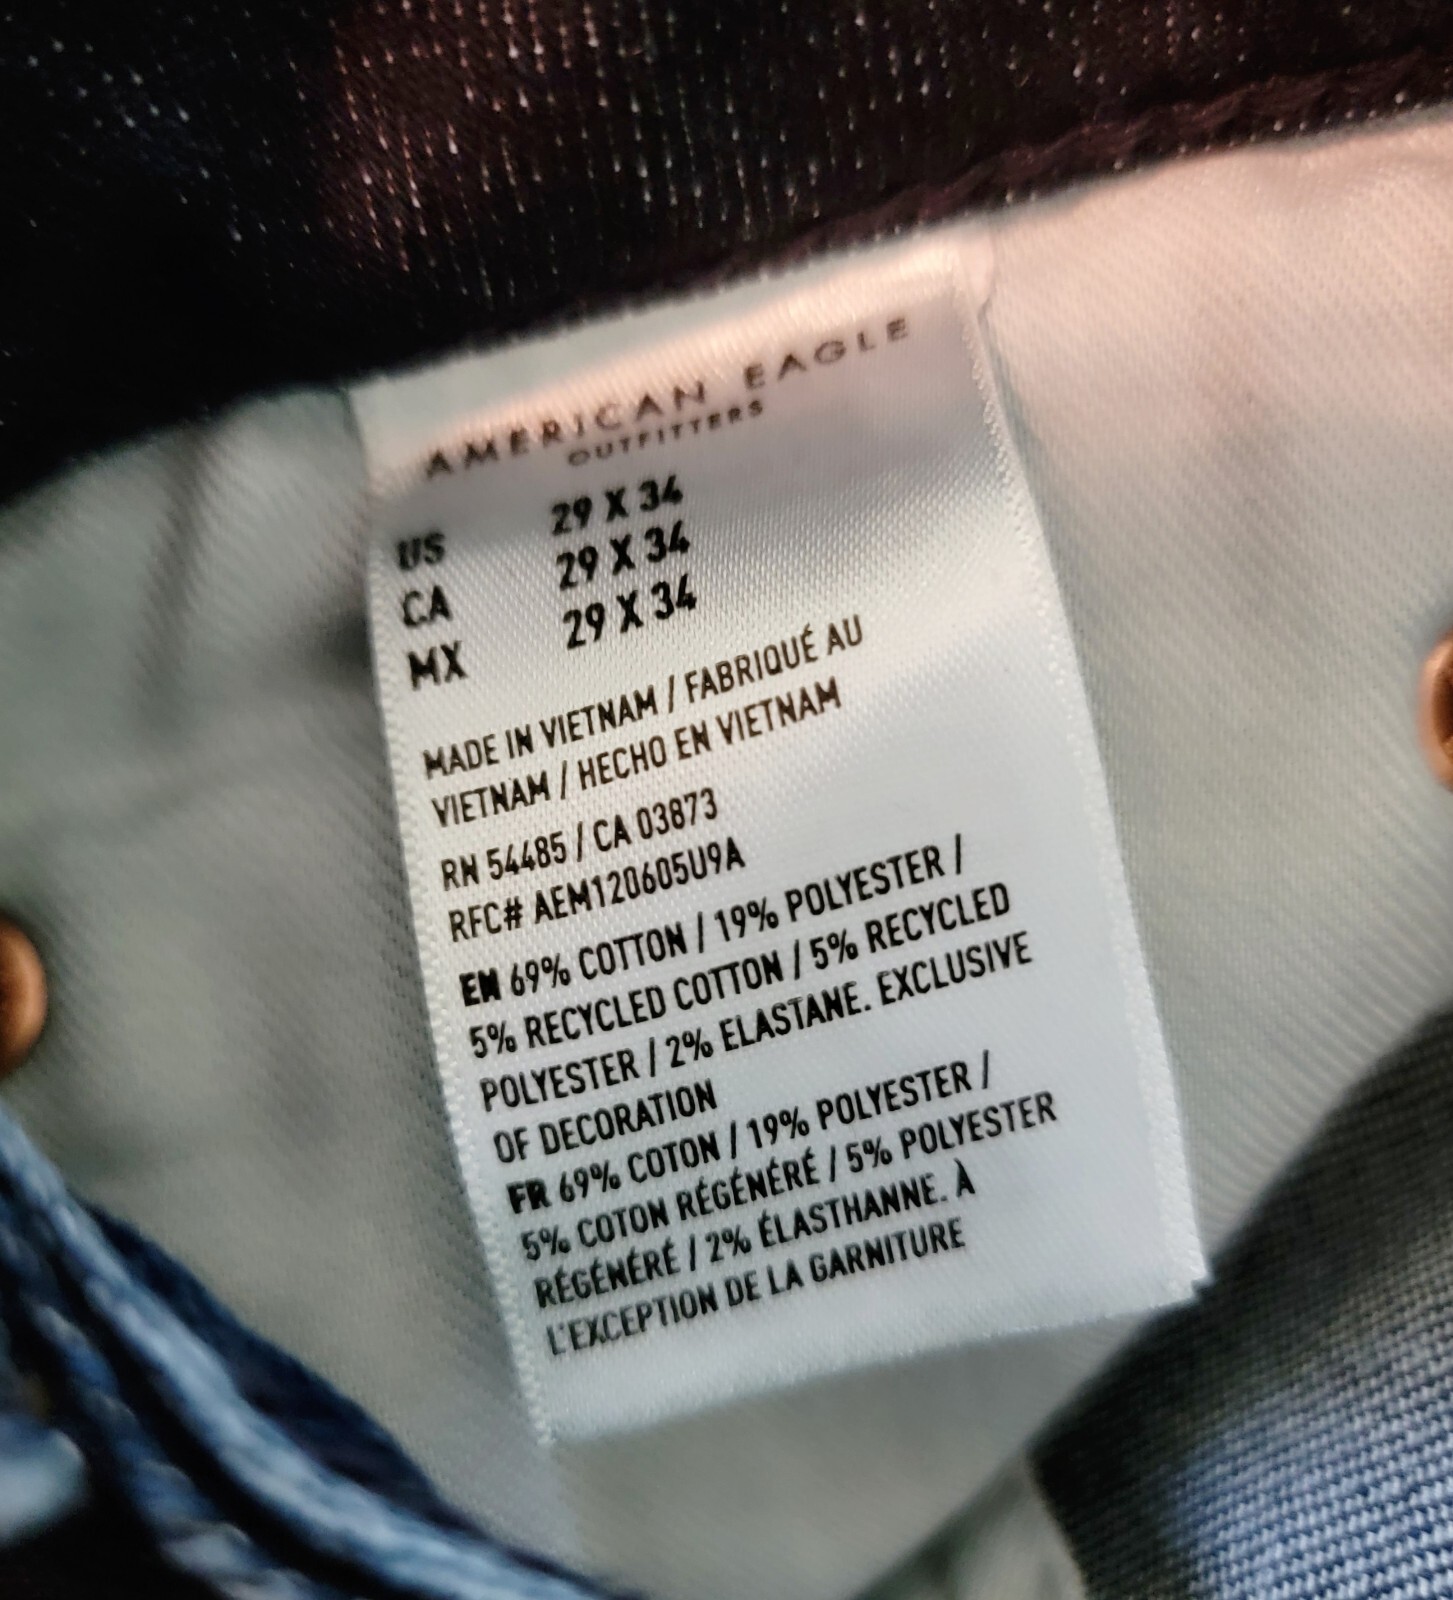 AMERICAN EAGLE
OUTFITTERS
US 29 X 34
CA 29 X 34
MX 29 X 34
MADE IN VIETNAM / FABRIQUÉ AU
VIETNAM / HECHO EN VIETNAM
RN 54485 / CA 03873
RFC# AEM120605U9A
EN 69% COTTON / 19% POLYESTER /
5% RECYCLED COTTON / 5% RECYCLED
POLYESTER / 2% ELASTANE. EXCLUSIVE
OF DECORATION
FR 69% COTON / 19% POLYESTER /
5% COTON RÉGÉNÉRÉ / 5% POLYESTER
RÉGÉNÉRÉ / 2% ÉLASTHANNE. À
L'EXCEPTION DE LA GARNITURE